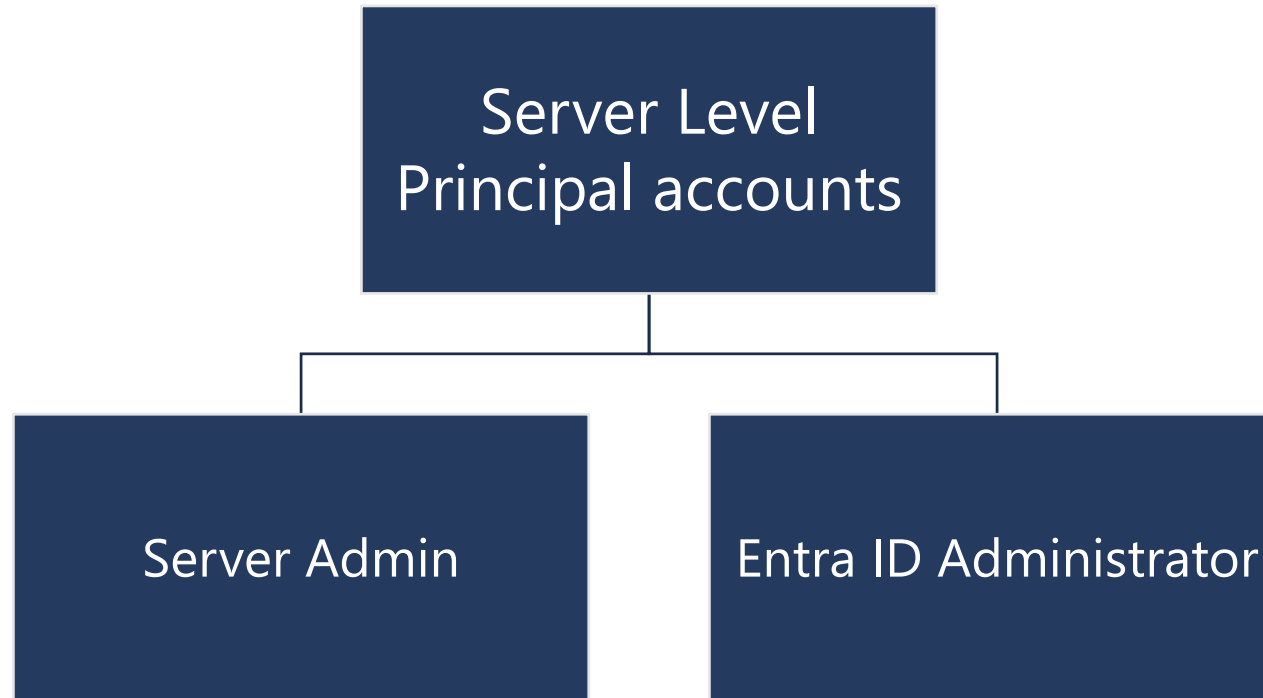 Server Level
Principal accounts
Server Admin
Entra ID Administrator